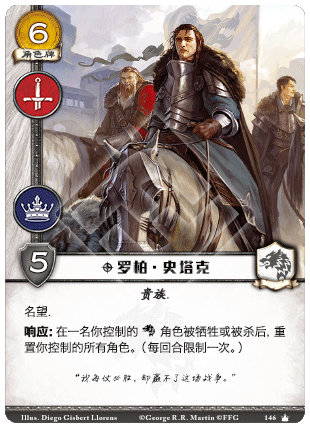 6
角色牌
5
罗柏·史塔克
贵族.
名望.
响应: 在一名你控制的 角色被牺牲或被杀后, 重
置你控制的所有角色。（每回合限制一次。）
“我每仗必胜, 却赢不了这场战争。”
Illus. Diego Gisbert Llorens ©George R.R. Martin ©FFG 146